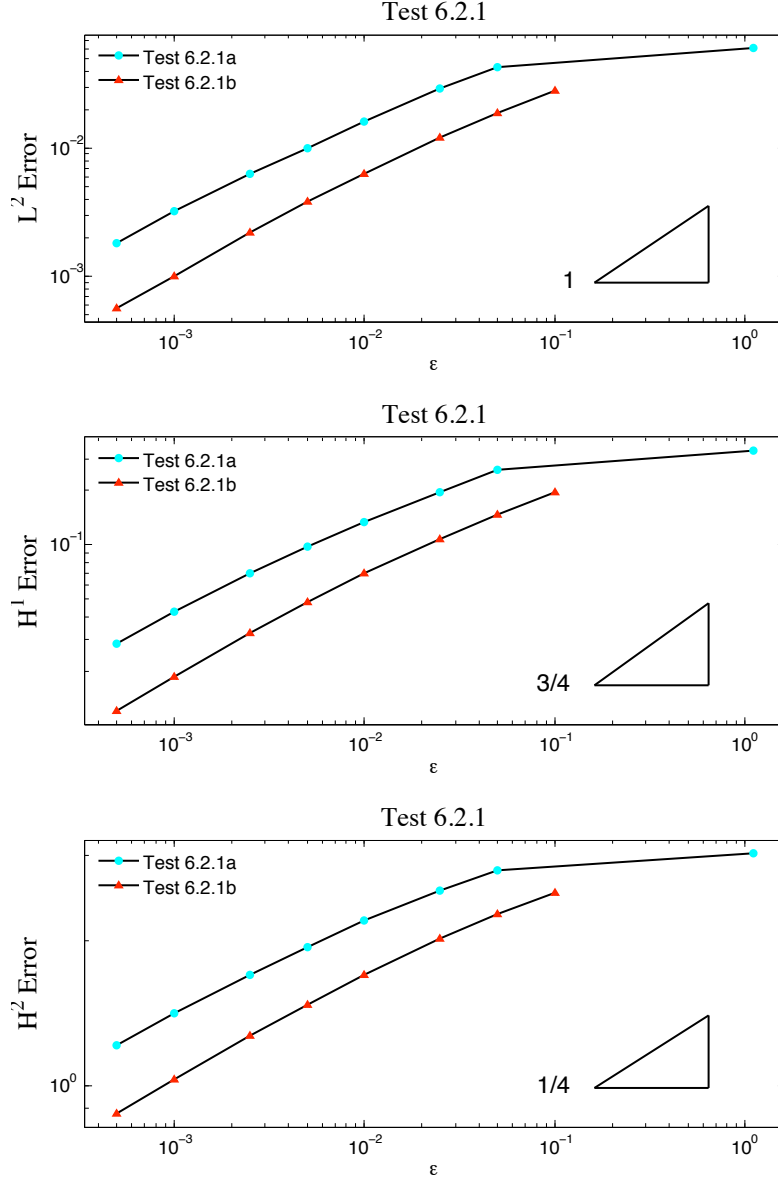 Test 6.2.1
Test 6.2.1a
Test 6.2.1b
L² Error
10⁻²
10⁻³
1
10⁻³ 10⁻² 10⁻¹ 10⁰
ε
Test 6.2.1
Test 6.2.1a
Test 6.2.1b
H¹ Error
10⁻¹
3/4
10⁻³ 10⁻² 10⁻¹ 10⁰
ε
Test 6.2.1
Test 6.2.1a
Test 6.2.1b
H² Error
10⁰
1/4
10⁻³ 10⁻² 10⁻¹ 10⁰
ε